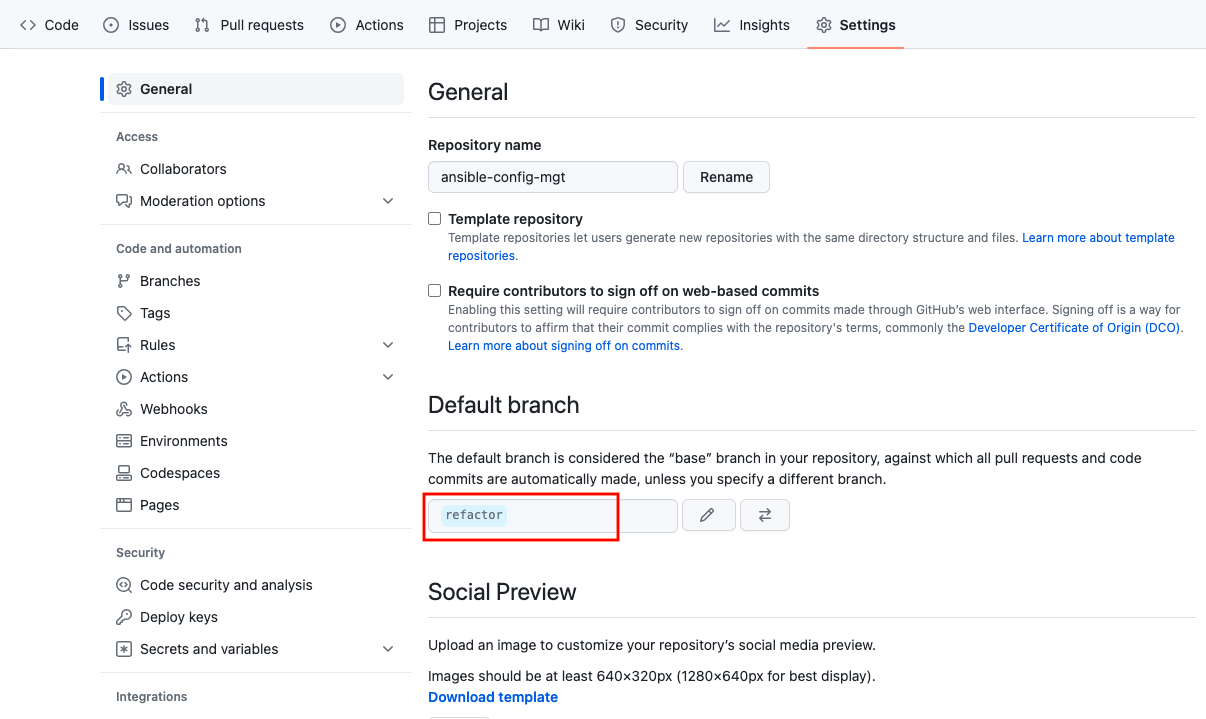 Code
Issues
Pull requests
Actions
Projects
Wiki
Security
Insights
Settings
General
Access
Collaborators
Moderation options
Code and automation
Branches
Tags
Rules
Actions
Webhooks
Environments
Codespaces
Pages
Security
Code security and analysis
Deploy keys
Secrets and variables
Integrations
General
Repository name
ansible-config-mgt
Rename
Template repository
Template repositories let users generate new repositories with the same directory structure and files. Learn more about template
repositories.
Require contributors to sign off on web-based commits
Enabling this setting will require contributors to sign off on commits made through GitHub’s web interface. Signing off is a way for
contributors to affirm that their commit complies with the repository's terms, commonly the Developer Certificate of Origin (DCO).
Learn more about signing off on commits.
Default branch
The default branch is considered the “base” branch in your repository, against which all pull requests and code
commits are automatically made, unless you specify a different branch.
refactor
Social Preview
Upload an image to customize your repository’s social media preview.
Images should be at least 640×320px (1280×640px for best display).
Download template